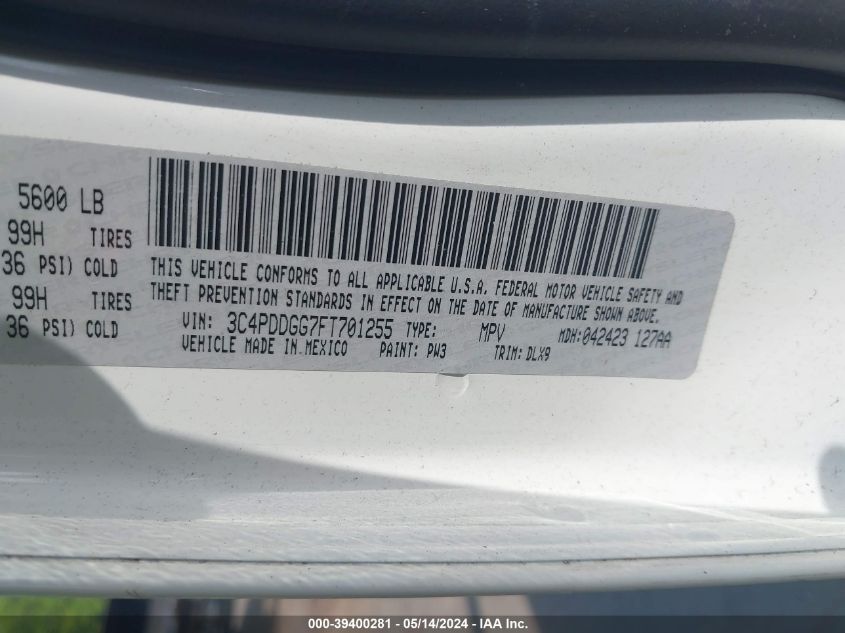 5600 LB
99H TIRES
36 PSI) COLD
99H TIRES
36 PSI) COLD
THIS VEHICLE CONFORMS TO ALL APPLICABLE U.S.A. FEDERAL MOTOR VEHICLE SAFETY AND
THEFT PREVENTION STANDARDS IN EFFECT ON THE DATE OF MANUFACTURE SHOWN ABOVE.
VIN: 3C4PDDGG7FT701255 TYPE: MPV MDH:042423 127AA
VEHICLE MADE IN MEXICO PAINT: PW3 TRIM: DLX9
000-39400281 - 05/14/2024 - IAA Inc.